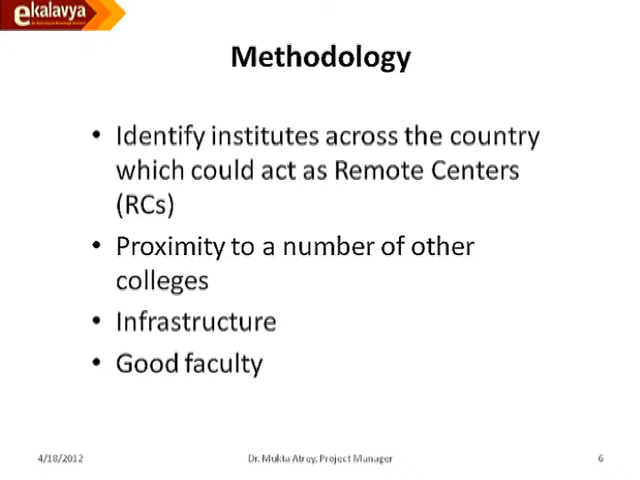 ekalavya
Methodology
• Identify institutes across the country
which could act as Remote Centers
(RCs)
• Proximity to a number of other
colleges
• Infrastructure
• Good faculty
4/18/2012 Dr. Mukta Atrey, Project Manager 6